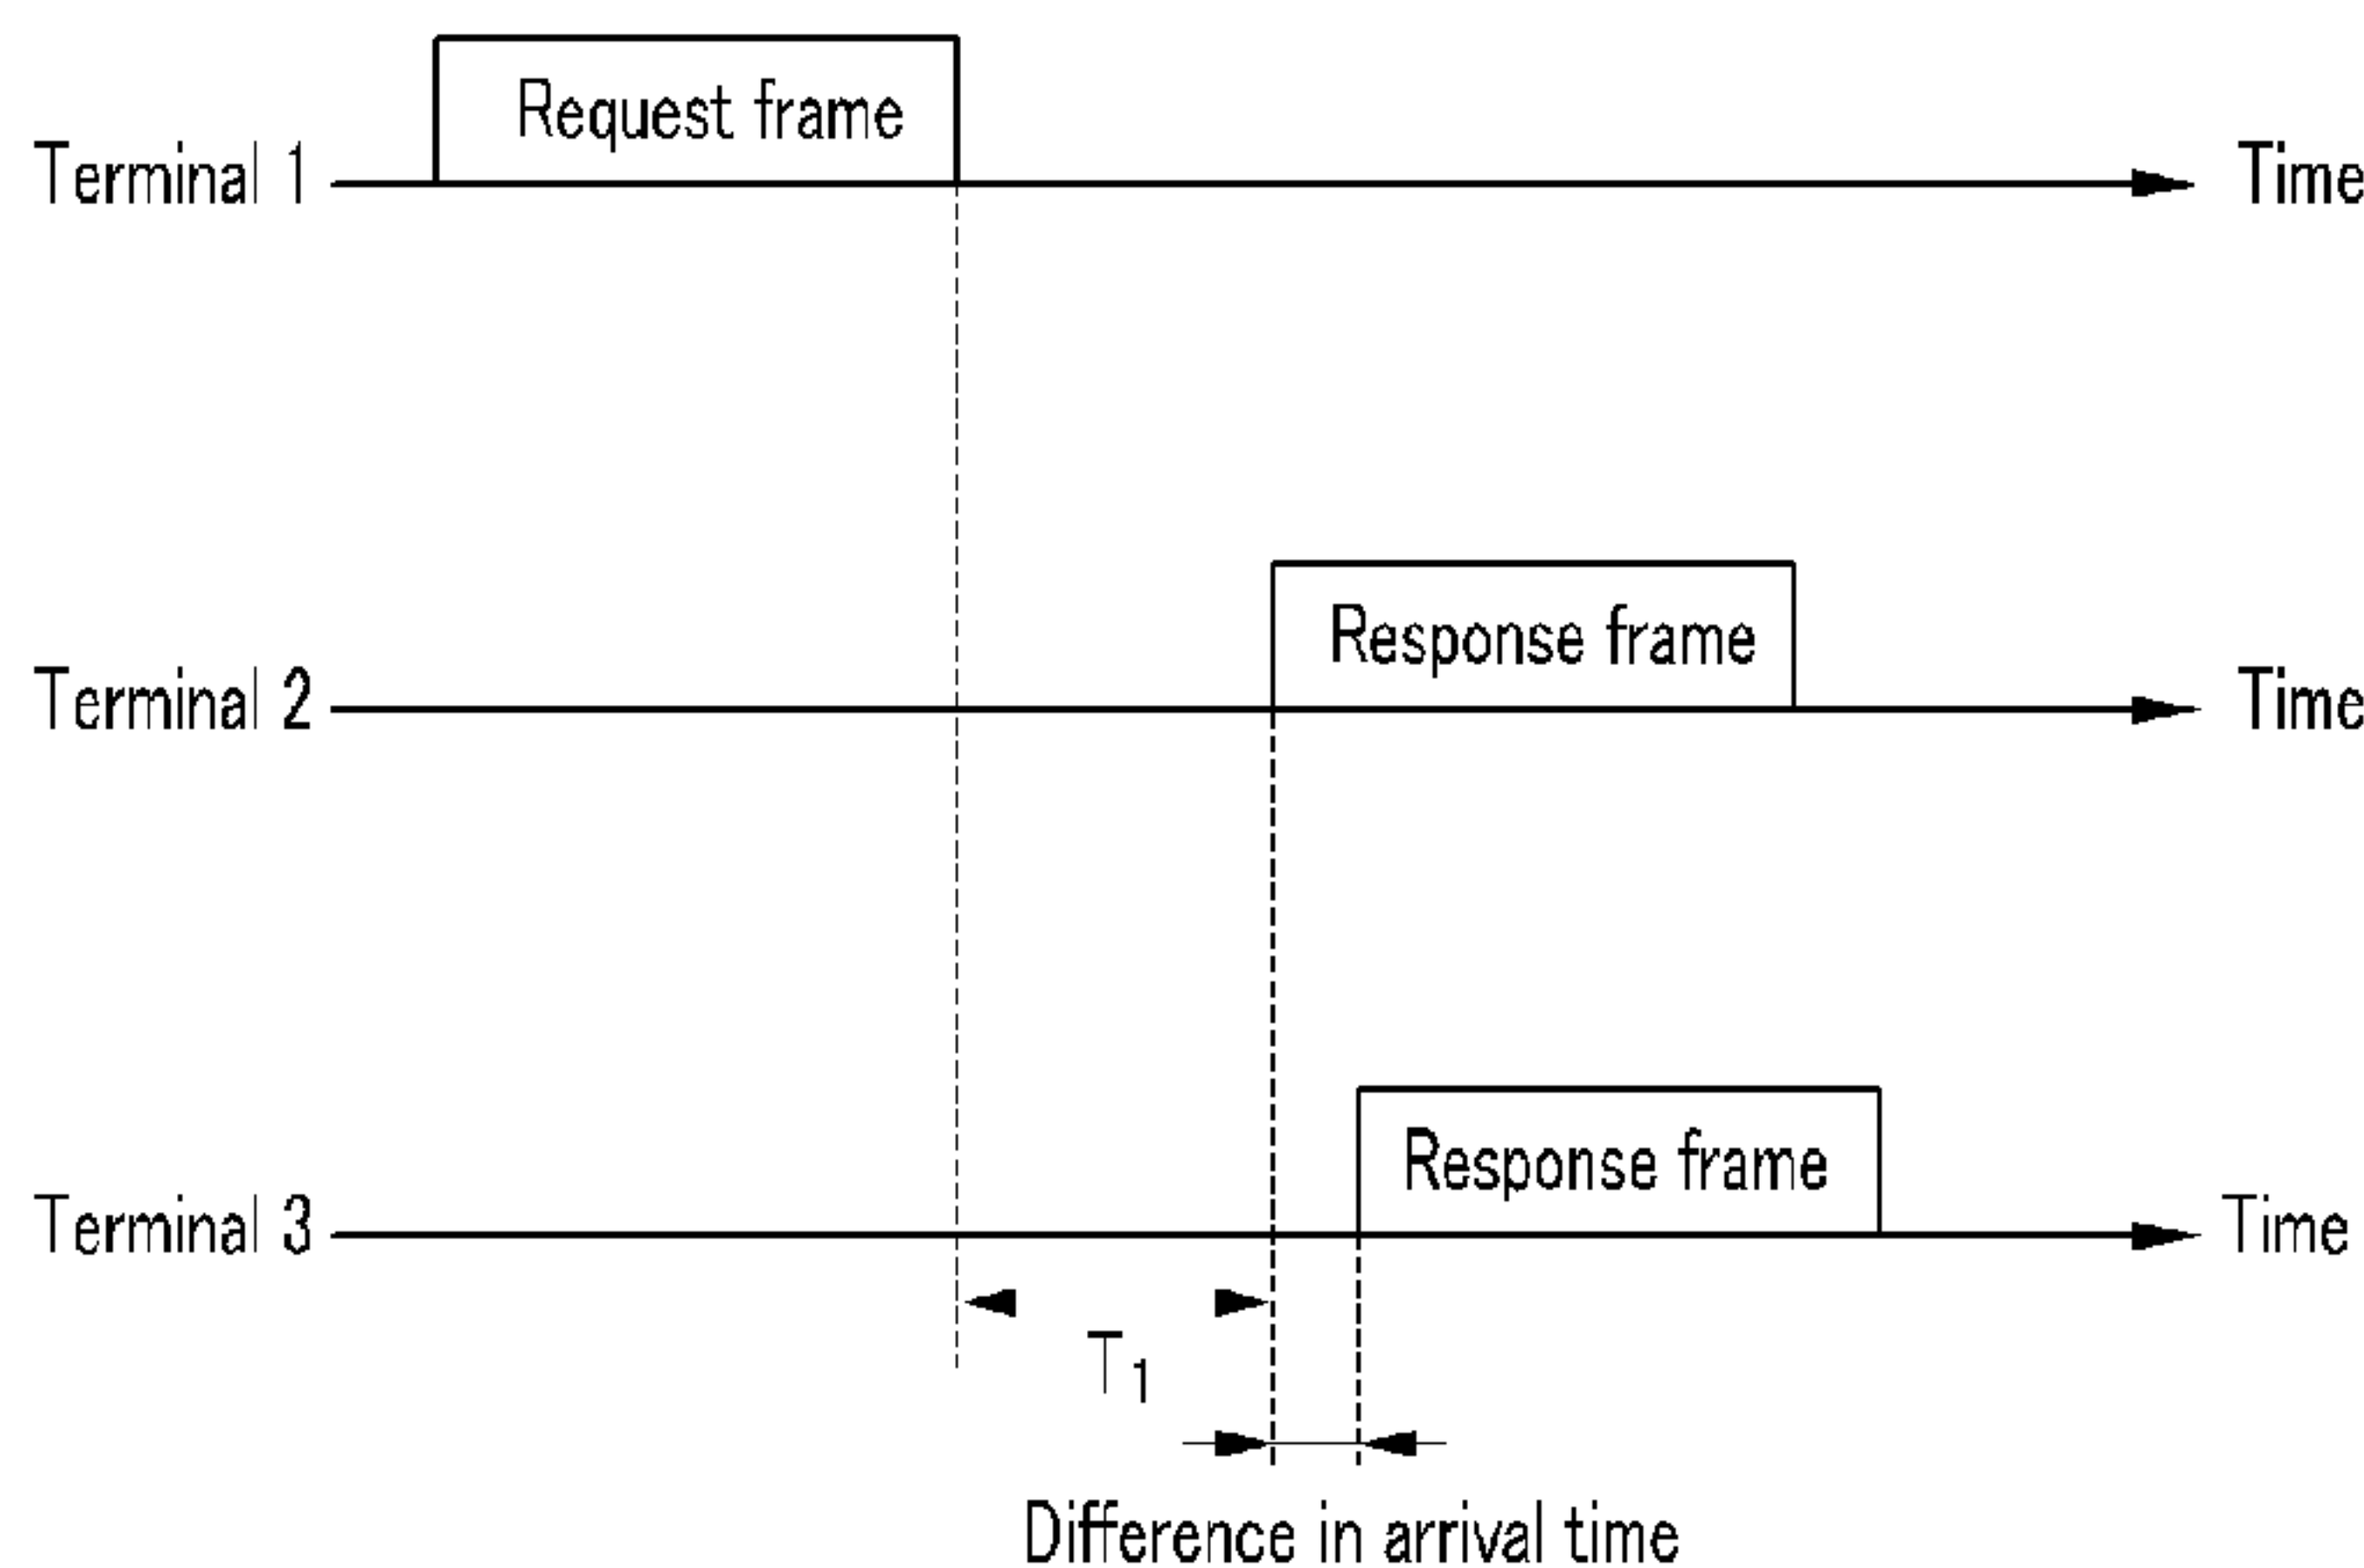 Request frame
Terminal 1
Time
Response frame
Terminal 2
Time
Response frame
Terminal 3
Time
T1
Difference in arrival time